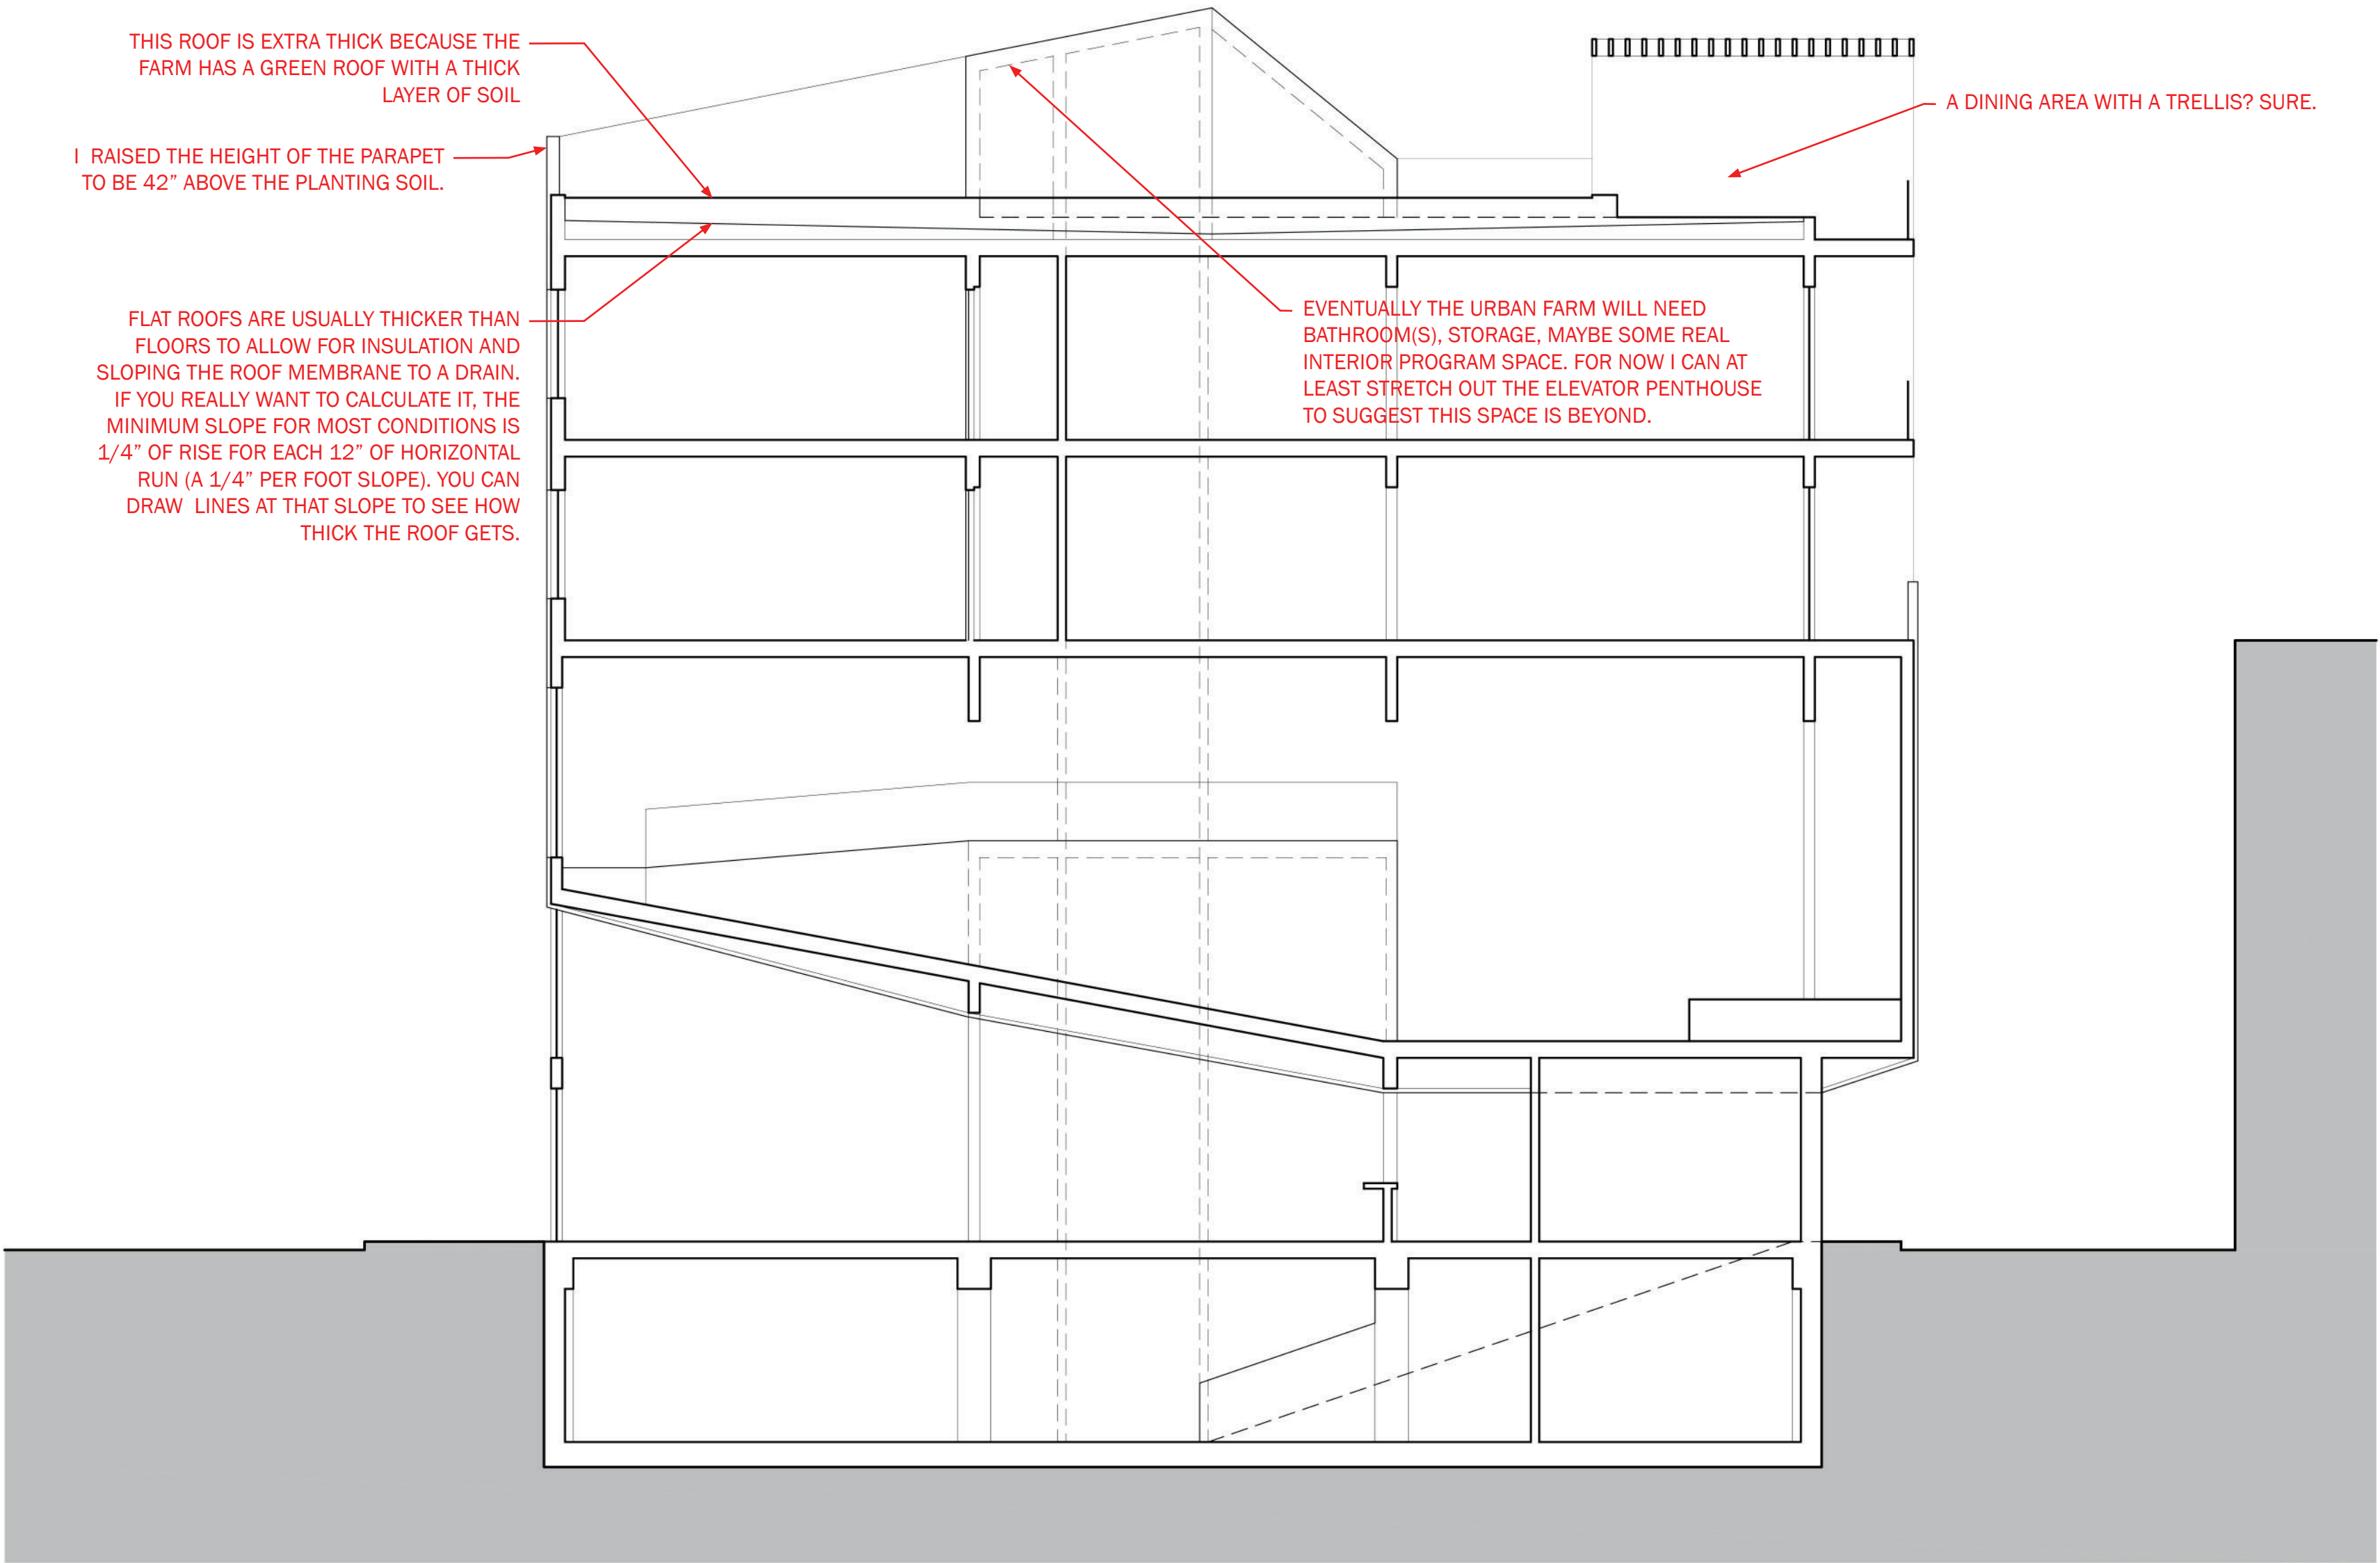 THIS ROOF IS EXTRA THICK BECAUSE THE
FARM HAS A GREEN ROOF WITH A THICK
LAYER OF SOIL
A DINING AREA WITH A TRELLIS? SURE.
I  RAISED THE HEIGHT OF THE PARAPET
TO BE 42” ABOVE THE PLANTING SOIL.
FLAT ROOFS ARE USUALLY THICKER THAN
FLOORS TO ALLOW FOR INSULATION AND
SLOPING THE ROOF MEMBRANE TO A DRAIN.
IF YOU REALLY WANT TO CALCULATE IT, THE
MINIMUM SLOPE FOR MOST CONDITIONS IS
1/4” OF RISE FOR EACH 12” OF HORIZONTAL
RUN (A 1/4” PER FOOT SLOPE). YOU CAN
DRAW  LINES AT THAT SLOPE TO SEE HOW
THICK THE ROOF GETS.
EVENTUALLY THE URBAN FARM WILL NEED
BATHROOM(S), STORAGE, MAYBE SOME REAL
INTERIOR PROGRAM SPACE. FOR NOW I CAN AT
LEAST STRETCH OUT THE ELEVATOR PENTHOUSE
TO SUGGEST THIS SPACE IS BEYOND.